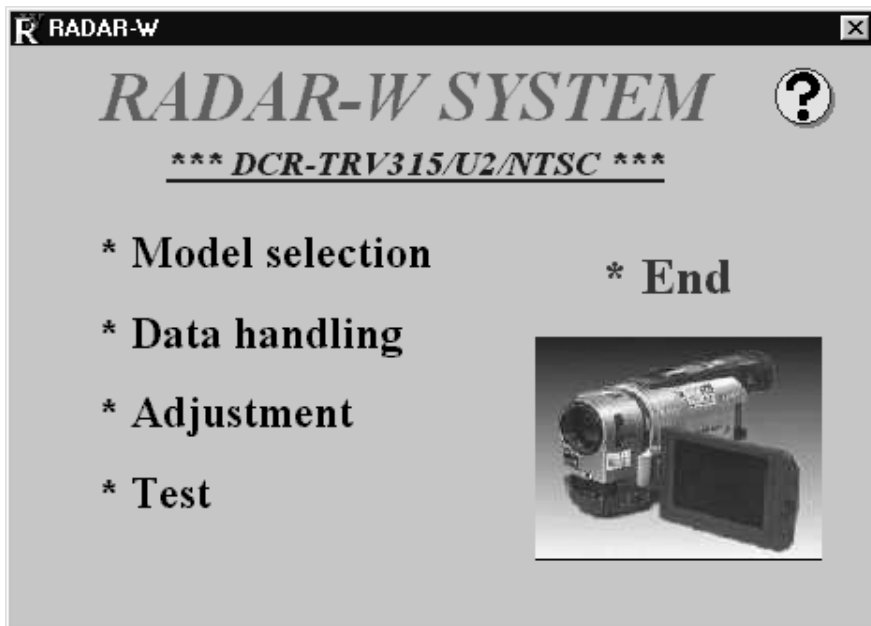 RADAR-W
RADAR-W SYSTEM
?
*** DCR-TRV315/U2/NTSC ***
* Model selection
* End
* Data handling
* Adjustment
* Test